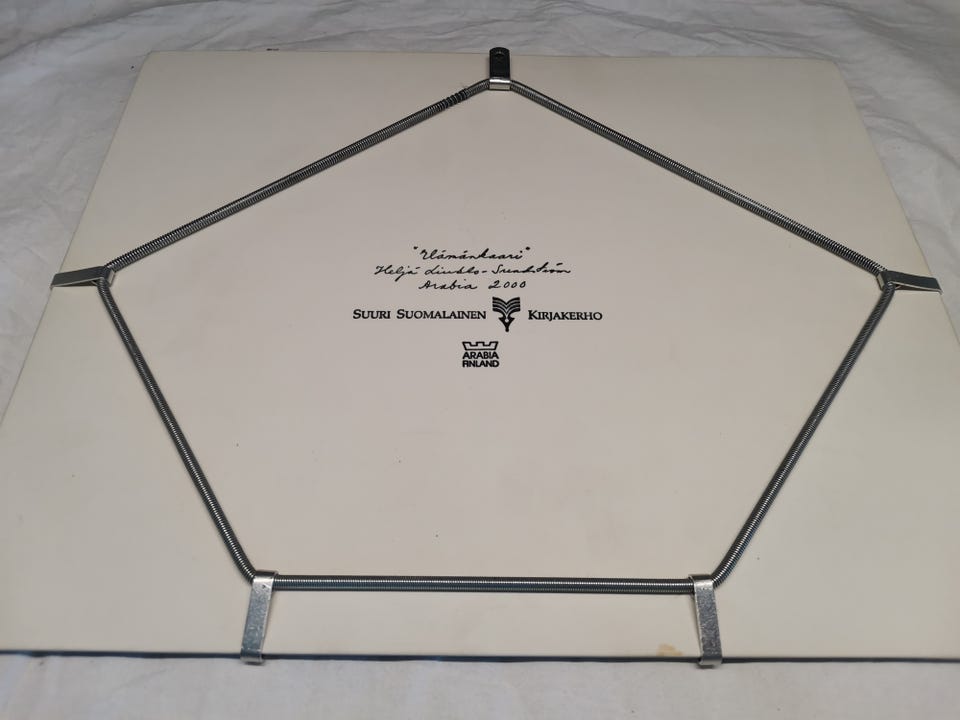 "Elämänkaari"
Heljä Liukko-Sundström
Arabia 2000
SUURI SUOMALAINEN KIRJAKERHO
ARABIA
FINLAND